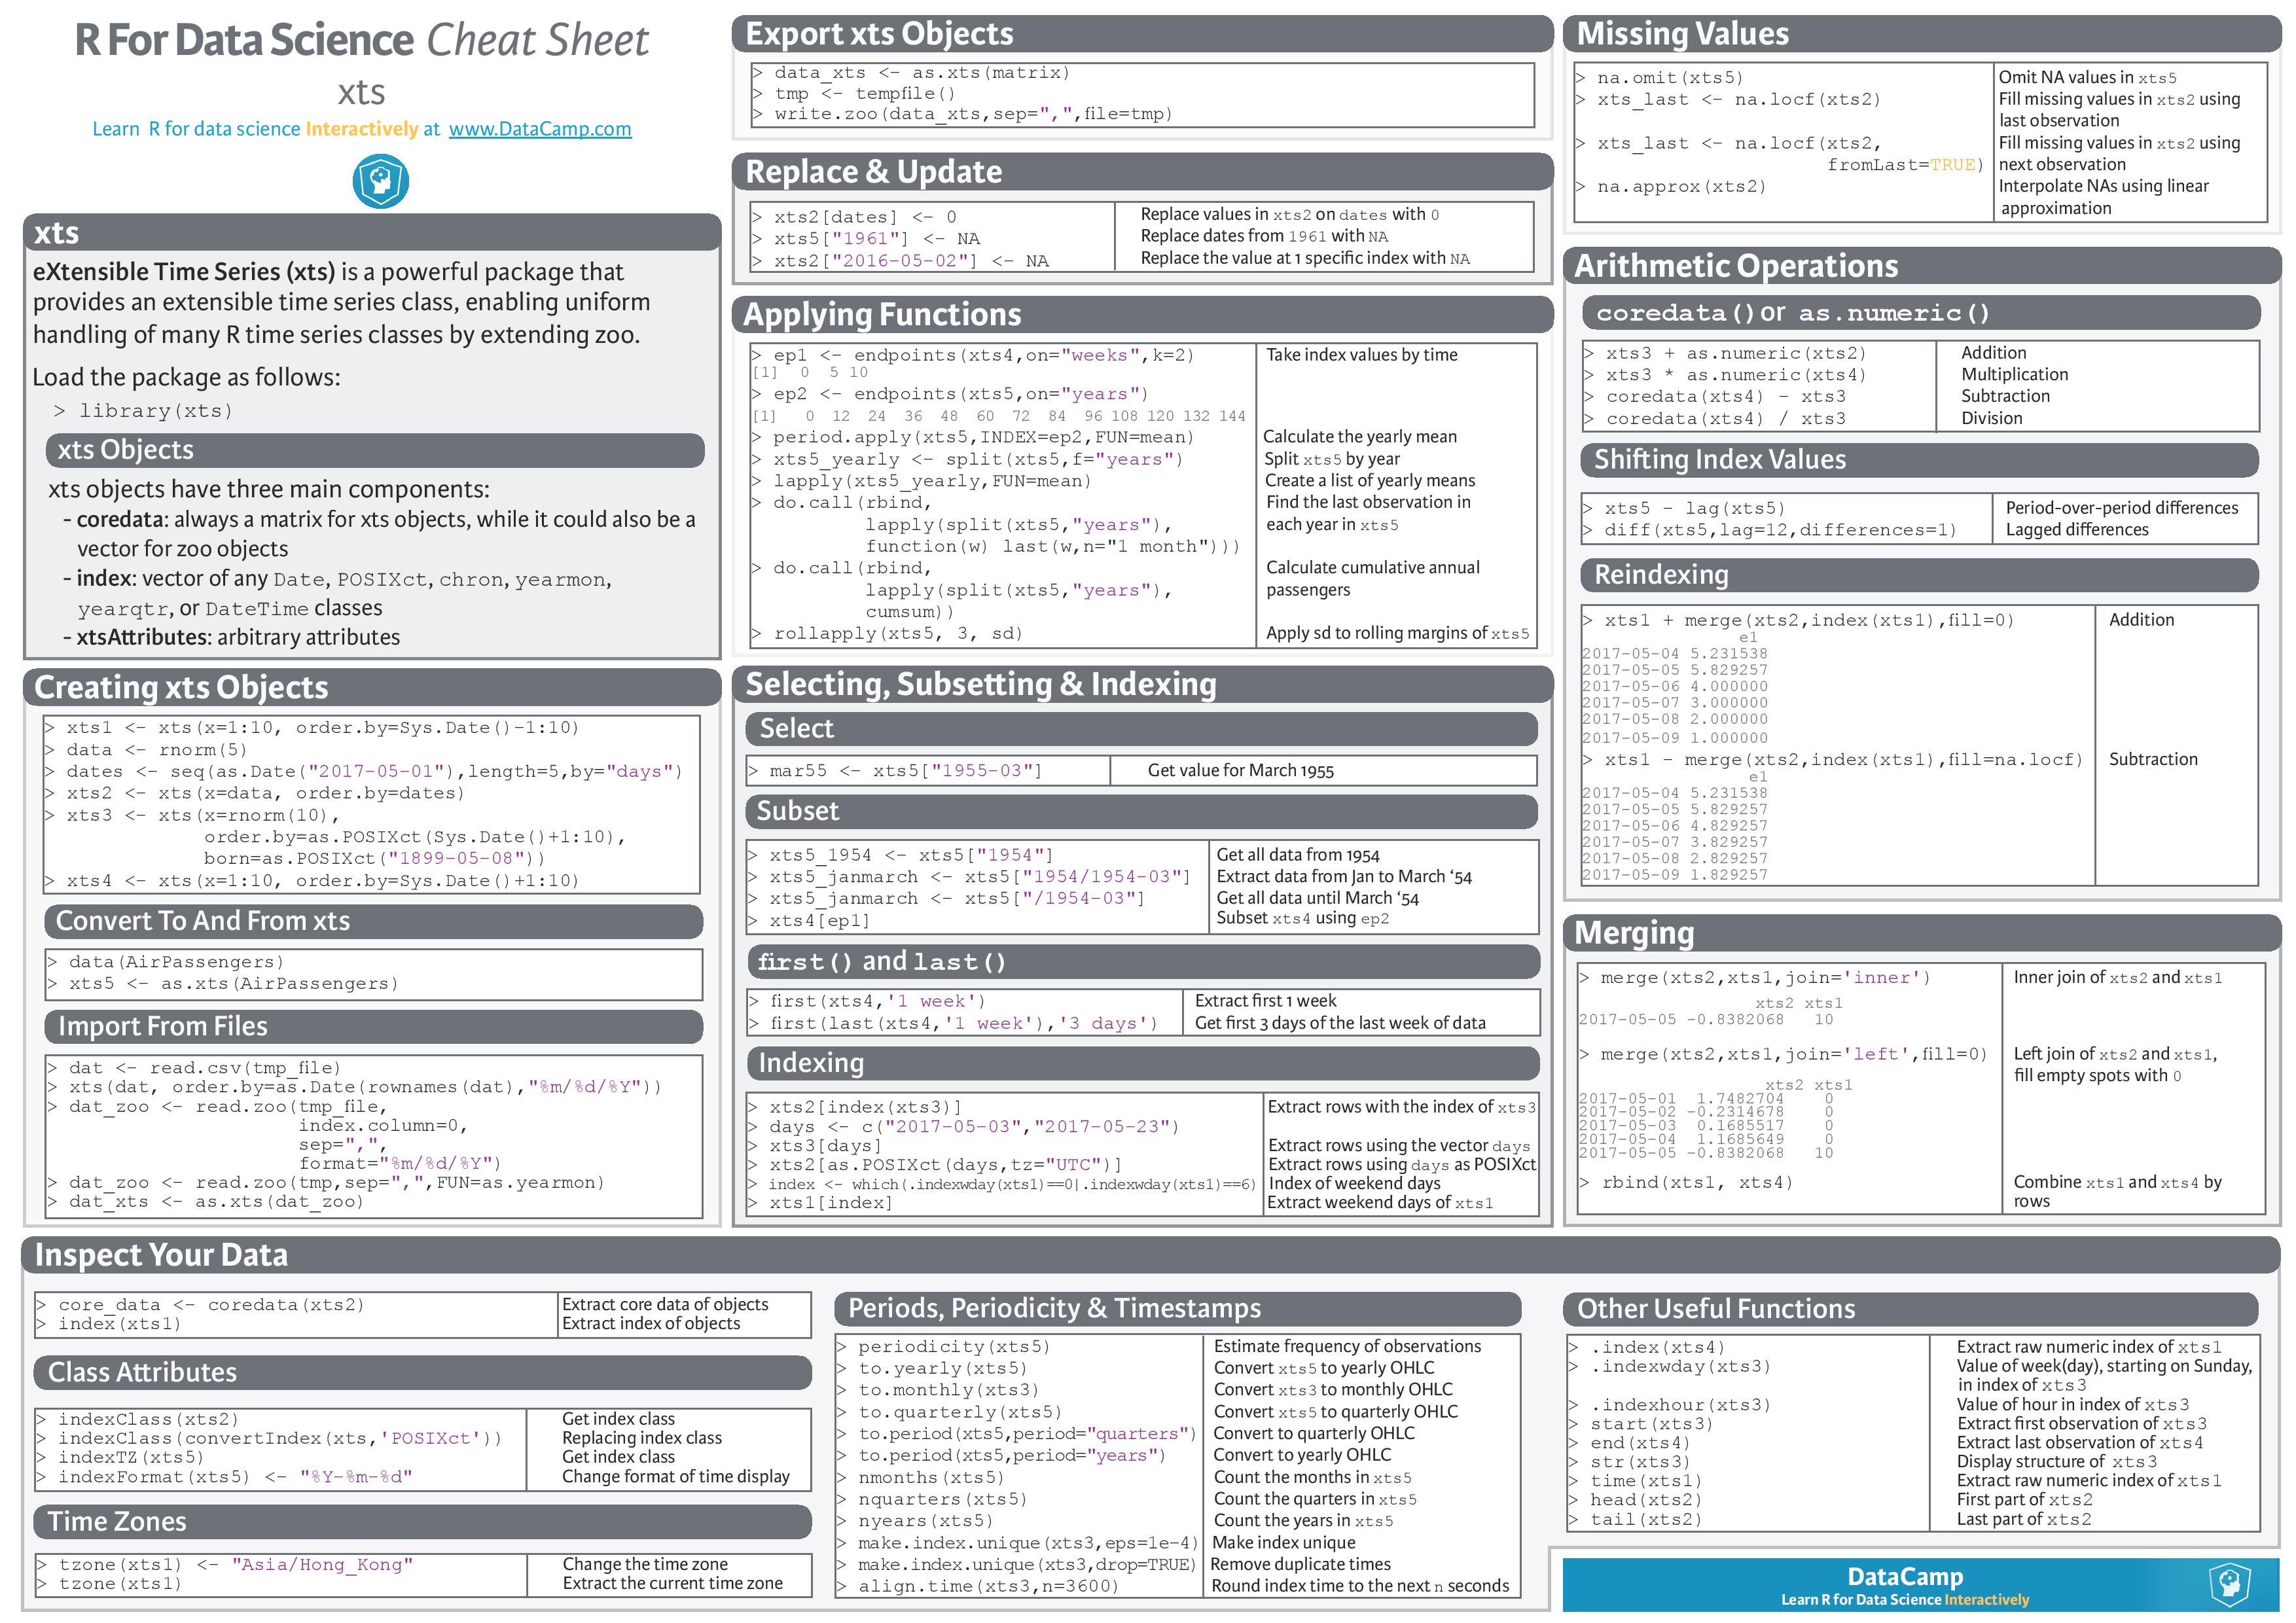 R For Data Science Cheat Sheet
xts
Learn R for data science Interactively at www.DataCamp.com
xts
eXtensible Time Series (xts) is a powerful package that
provides an extensible time series class, enabling uniform
handling of many R time series classes by extending zoo.
Load the package as follows:
> library(xts)
xts Objects
xts objects have three main components:
- coredata: always a matrix for xts objects, while it could also be a
vector for zoo objects
- index: vector of any Date, POSIXct, chron, yearmon,
yearqtr, or DateTime classes
- xtsAttributes: arbitrary attributes
Creating xts Objects
> xts1 <- xts(x=1:10, order.by=Sys.Date()-1:10)
> data <- rnorm(5)
> dates <- seq(as.Date("2017-05-01"),length=5,by="days")
> xts2 <- xts(x=data, order.by=dates)
> xts3 <- xts(x=rnorm(10),
order.by=as.POSIXct(Sys.Date()+1:10),
born=as.POSIXct("1899-05-08"))
> xts4 <- xts(x=1:10, order.by=Sys.Date()+1:10)
Convert To And From xts
> data(AirPassengers)
> xts5 <- as.xts(AirPassengers)
Import From Files
> dat <- read.csv(tmp_file)
> xts(dat, order.by=as.Date(rownames(dat),"%m/%d/%Y"))
> dat_zoo <- read.zoo(tmp_file,
index.column=0,
sep=",",
format="%m/%d/%Y")
> dat_zoo <- read.zoo(tmp,sep=",",FUN=as.yearmon)
> dat_xts <- as.xts(dat_zoo)
Export xts Objects
> data_xts <- as.xts(matrix)
> tmp <- tempfile()
> write.zoo(data_xts,sep=",",file=tmp)
Replace & Update
> xts2[dates] <- 0 Replace values in xts2 on dates with 0
> xts5["1961"] <- NA Replace dates from 1961 with NA
> xts2["2016-05-02"] <- NA Replace the value at 1 specific index with NA
Applying Functions
> ep1 <- endpoints(xts4,on="weeks",k=2) Take index values by time
[1] 0 5 10
> ep2 <- endpoints(xts5,on="years")
[1] 0 12 24 36 48 60 72 84 96 108 120 132 144
> period.apply(xts5,INDEX=ep2,FUN=mean) Calculate the yearly mean
> xts5_yearly <- split(xts5,f="years") Split xts5 by year
> lapply(xts5_yearly,FUN=mean) Create a list of yearly means
> do.call(rbind, Find the last observation in
lapply(split(xts5,"years"), each year in xts5
function(w) last(w,n="1 month")))
> do.call(rbind, Calculate cumulative annual
lapply(split(xts5,"years"), passengers
cumsum))
> rollapply(xts5, 3, sd) Apply sd to rolling margins of xts5
Selecting, Subsetting & Indexing
Select
> mar55 <- xts5["1955-03"] Get value for March 1955
Subset
> xts5_1954 <- xts5["1954"] Get all data from 1954
> xts5_janmarch <- xts5["1954/1954-03"] Extract data from Jan to March ‘54
> xts5_janmarch <- xts5["/1954-03"] Get all data until March ‘54
> xts4[ep1] Subset xts4 using ep2
first() and last()
> first(xts4,'1 week') Extract first 1 week
> first(last(xts4,'1 week'),'3 days') Get first 3 days of the last week of data
Indexing
> xts2[index(xts3)] Extract rows with the index of xts3
> days <- c("2017-05-03","2017-05-23")
> xts3[days] Extract rows using the vector days
> xts2[as.POSIXct(days,tz="UTC")] Extract rows using days as POSIXct
> index <- which(.indexwday(xts1)==0|.indexwday(xts1)==6) Index of weekend days
> xts1[index] Extract weekend days of xts1
Missing Values
> na.omit(xts5) Omit NA values in xts5
> xts_last <- na.locf(xts2) Fill missing values in xts2 using
last observation
> xts_last <- na.locf(xts2, Fill missing values in xts2 using
fromLast=TRUE) next observation
> na.approx(xts2) Interpolate NAs using linear
approximation
Arithmetic Operations
coredata() or as.numeric()
> xts3 + as.numeric(xts2) Addition
> xts3 * as.numeric(xts4) Multiplication
> coredata(xts4) - xts3 Subtraction
> coredata(xts4) / xts3 Division
Shifting Index Values
> xts5 - lag(xts5) Period-over-period differences
> diff(xts5,lag=12,differences=1) Lagged differences
Reindexing
> xts1 + merge(xts2,index(xts1),fill=0) Addition
e1
2017-05-04 5.231538
2017-05-05 5.829257
2017-05-06 4.000000
2017-05-07 3.000000
2017-05-08 2.000000
2017-05-09 1.000000
> xts1 - merge(xts2,index(xts1),fill=na.locf) Subtraction
e1
2017-05-04 5.231538
2017-05-05 5.829257
2017-05-06 4.829257
2017-05-07 3.829257
2017-05-08 2.829257
2017-05-09 1.829257
Merging
> merge(xts2,xts1,join='inner') Inner join of xts2 and xts1
xts2 xts1
2017-05-05 -0.8382068 10
> merge(xts2,xts1,join='left',fill=0) Left join of xts2 and xts1,
fill empty spots with 0
xts2 xts1
2017-05-01 1.7482704 0
2017-05-02 -0.2314678 0
2017-05-03 0.1685517 0
2017-05-04 1.1685649 0
2017-05-05 -0.8382068 10
> rbind(xts1, xts4) Combine xts1 and xts4 by
rows
Inspect Your Data
> core_data <- coredata(xts2) Extract core data of objects
> index(xts1) Extract index of objects
Class Attributes
> indexClass(xts2) Get index class
> indexClass(convertIndex(xts,'POSIXct')) Replacing index class
> indexTZ(xts5) Get index class
> indexFormat(xts5) <- "%Y-%m-%d" Change format of time display
Time Zones
> tzone(xts1) <- "Asia/Hong_Kong" Change the time zone
> tzone(xts1) Extract the current time zone
Periods, Periodicity & Timestamps
> periodicity(xts5) Estimate frequency of observations
> to.yearly(xts5) Convert xts5 to yearly OHLC
> to.monthly(xts3) Convert xts3 to monthly OHLC
> to.quarterly(xts5) Convert xts5 to quarterly OHLC
> to.period(xts5,period="quarters") Convert to quarterly OHLC
> to.period(xts5,period="years") Convert to yearly OHLC
> nmonths(xts5) Count the months in xts5
> nquarters(xts5) Count the quarters in xts5
> nyears(xts5) Count the years in xts5
> make.index.unique(xts3,eps=1e-4) Make index unique
> make.index.unique(xts3,drop=TRUE) Remove duplicate times
> align.time(xts3,n=3600) Round index time to the next n seconds
Other Useful Functions
> .index(xts4) Extract raw numeric index of xts1
> .indexwday(xts3) Value of week(day), starting on Sunday,
in index of xts3
> .indexhour(xts3) Value of hour in index of xts3
> start(xts3) Extract first observation of xts3
> end(xts4) Extract last observation of xts4
> str(xts3) Display structure of xts3
> time(xts1) Extract raw numeric index of xts1
> head(xts2) First part of xts2
> tail(xts2) Last part of xts2
DataCamp
Learn R for Data Science Interactively